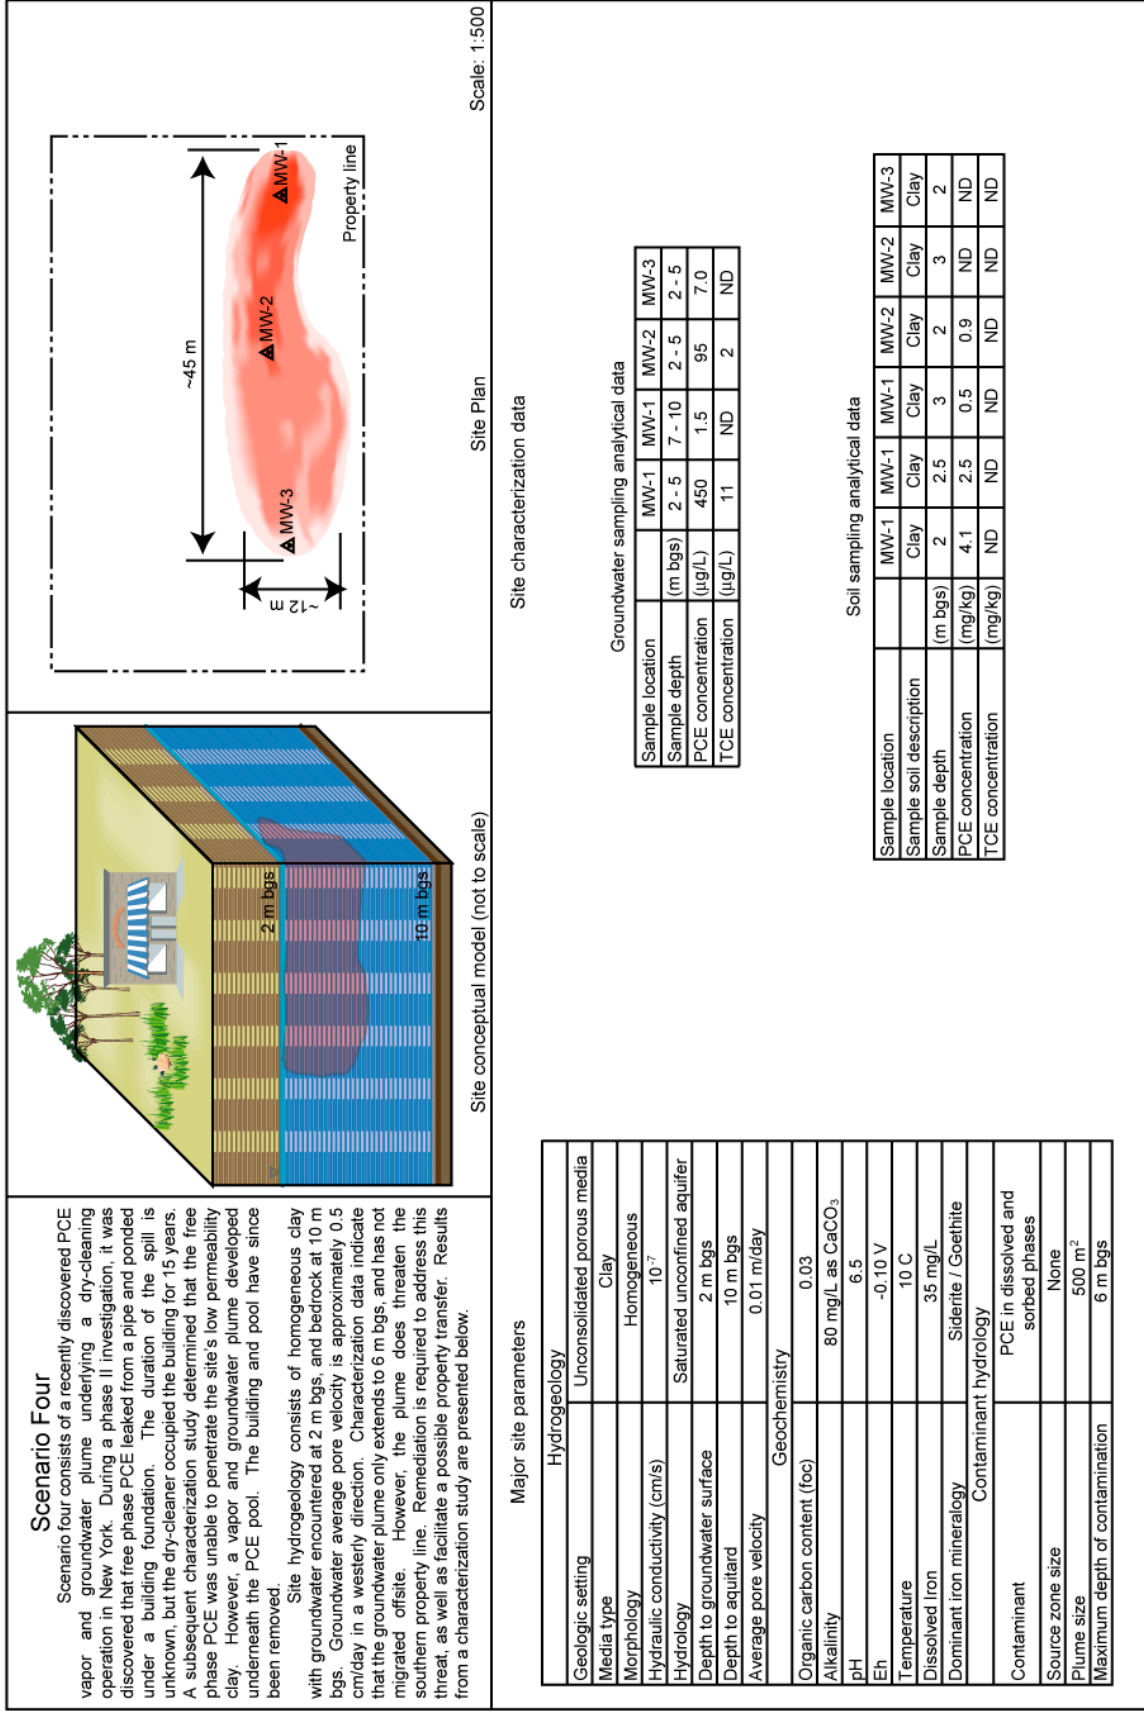 Scenario Four
Scenario four consists of a recently discovered PCE
vapor and groundwater plume underlying a dry-cleaning
operation in New York. During a phase II investigation, it was
discovered that free phase PCE leaked from a pipe and ponded
under a building foundation. The duration of the spill is
unknown, but the dry-cleaner occupied the building for 15 years.
A subsequent characterization study determined that the free
phase PCE was unable to penetrate the site's low permeability
clay. However, a vapor and groundwater plume developed
underneath the PCE pool. The building and pool have since
been removed.
Site hydrogeology consists of homogeneous clay
with groundwater encountered at 2 m bgs, and bedrock at 10 m
bgs. Groundwater average pore velocity is approximately 0.5
cm/day in a westerly direction. Characterization data indicate
that the groundwater plume only extends to 6 m bgs, and has not
migrated offsite. However, the plume does threaten the
southern property line. Remediation is required to address this
threat, as well as facilitate a possible property transfer. Results
from a characterization study are presented below.
2 m bgs
10 m bgs
Site conceptual model (not to scale)
~45 m
~12 m
MW-3
MW-2
MW-1
Property line
Site Plan
Scale: 1:500
Major site parameters
Hydrogeology
Geologic setting Unconsolidated porous media
Media type Clay
Morphology Homogeneous
Hydraulic conductivity (cm/s) 10⁻⁷
Hydrology Saturated unconfined aquifer
Depth to groundwater surface 2 m bgs
Depth to aquitard 10 m bgs
Average pore velocity 0.01 m/day
Geochemistry
Organic carbon content (foc) 0.03
Alkalinity 80 mg/L as CaCO₃
pH 6.5
Eh -0.10 V
Temperature 10 C
Dissolved Iron 35 mg/L
Dominant iron mineralogy Siderite / Goethite
Contaminant hydrology
Contaminant PCE in dissolved and
sorbed phases
Source zone size None
Plume size 500 m²
Maximum depth of contamination 6 m bgs
Site characterization data
Groundwater sampling analytical data
Sample location MW-1 MW-1 MW-2 MW-3
Sample depth (m bgs) 2 - 5 7 - 10 2 - 5 2 - 5
PCE concentration (µg/L) 450 1.5 95 7.0
TCE concentration (µg/L) 11 ND 2 ND
Soil sampling analytical data
Sample location MW-1 MW-1 MW-1 MW-2 MW-2 MW-3
Sample soil description Clay Clay Clay Clay Clay Clay
Sample depth (m bgs) 2 2.5 3 2 3 2
PCE concentration (mg/kg) 4.1 2.5 0.5 0.9 ND ND
TCE concentration (mg/kg) ND ND ND ND ND ND